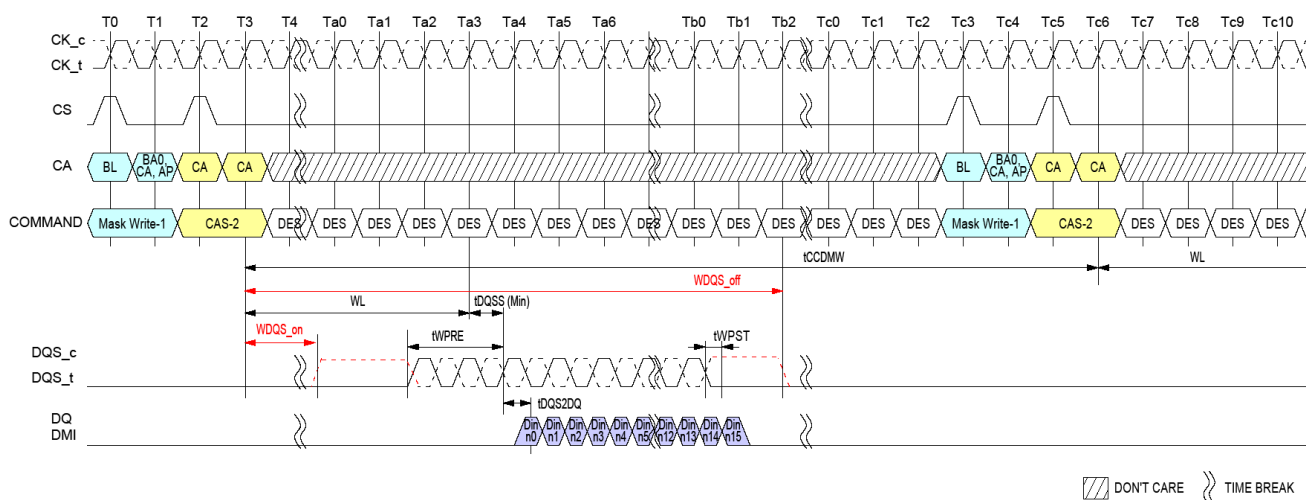 T0 T1 T2 T3 T4 Ta0 Ta1 Ta2 Ta3 Ta4 Ta5 Ta6 Tb0 Tb1 Tb2 Tc0 Tc1 Tc2 Tc3 Tc4 Tc5 Tc6 Tc7 Tc8 Tc9 Tc10
CK_c
CK_t
CS
CA BL BA0, CA, AP CA CA BL BA0, CA, AP CA CA
COMMAND Mask Write-1 CAS-2 DES DES DES DES DES DES DES DES DES DES DES DES DES DES DES Mask Write-1 CAS-2 DES DES DES DES
tCCDMW WL
WDQS_off
WL tDQSS (Min)
WDQS_on tWPRE tWPST
DQS_c
DQS_t
tDQS2DQ
DQ Din Din Din Din Din Din Din Din Din Din
DMI n0 n1 n2 n3 n4 n5 n12 n13 n14 n15
DON'T CARE TIME BREAK